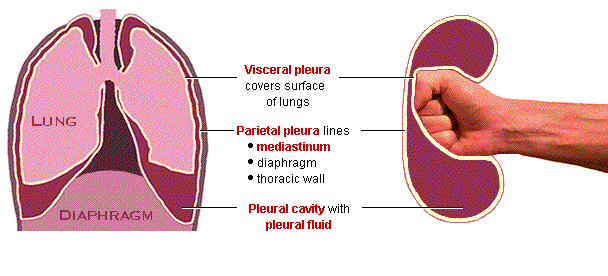 Visceral pleura
covers surface
of lungs
LUNG
Parietal pleura lines
• mediastinum
• diaphragm
• thoracic wall
DIAPHRAGM
Pleural cavity with
pleural fluid